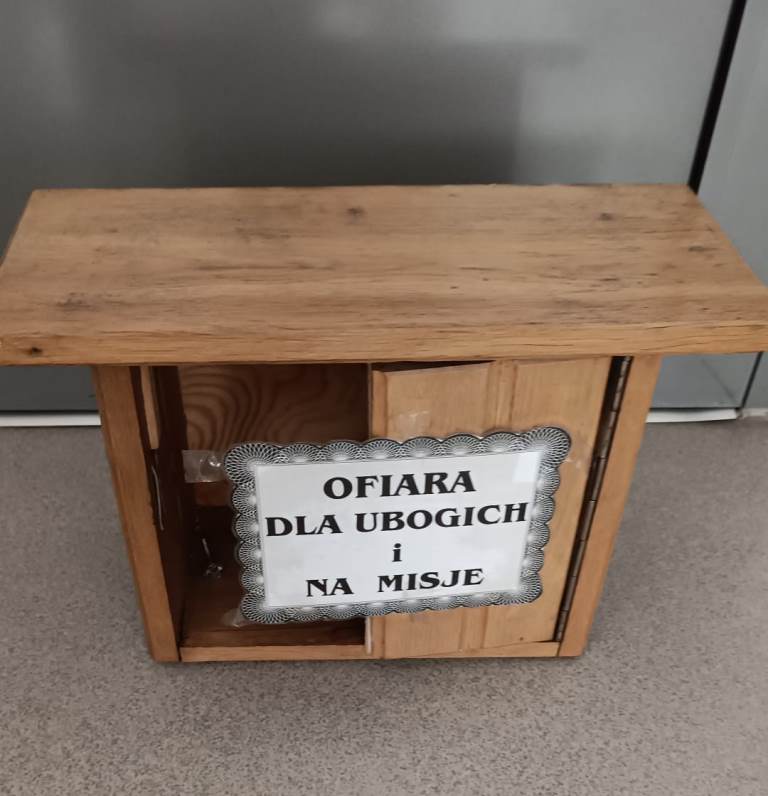 OFIARA
DLA UBOGICH
i
NA MISJE